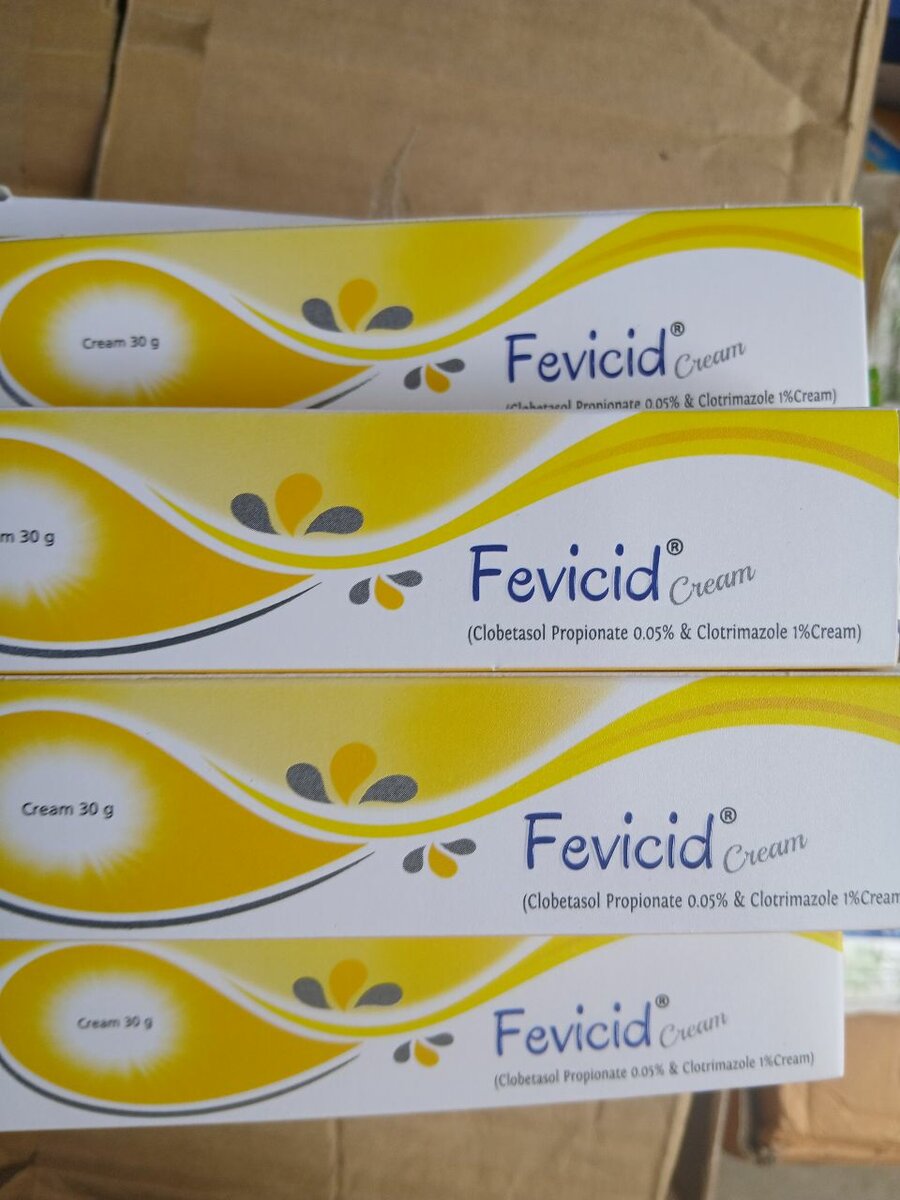 Cream 30 g
Fevicid® Cream
(Clobetasol Propionate 0.05% & Clotrimazole 1%Cream)
m 30 g
Fevicid® Cream
(Clobetasol Propionate 0.05% & Clotrimazole 1%Cream)
Cream 30 g
Fevicid® Cream
(Clobetasol Propionate 0.05% & Clotrimazole 1%Cream
Cream 30 g
Fevicid® Cream
(Clobetasol Propionate 0.05% & Clotrimazole 1%Cream)